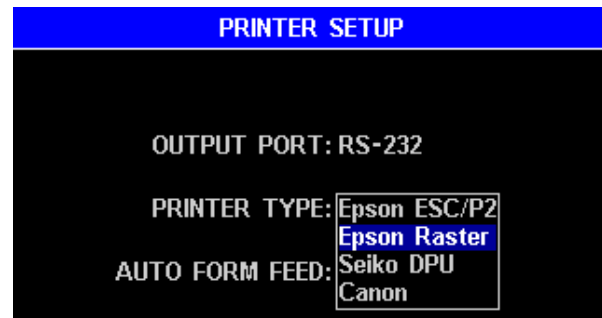 PRINTER SETUP
OUTPUT PORT: RS-232
PRINTER TYPE: Epson ESC/P2
Epson Raster
AUTO FORM FEED: Seiko DPU
Canon